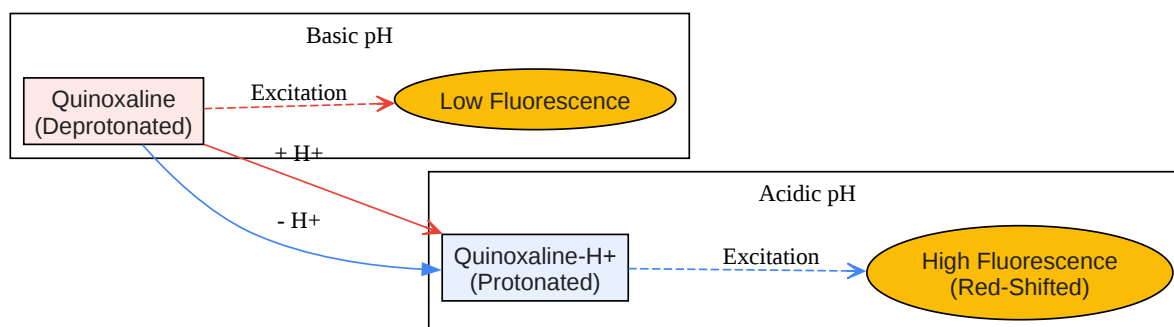 Basic pH
Quinoxaline
(Deprotonated)
Excitation
Low Fluorescence
+ H+
- H+
Acidic pH
Quinoxaline-H+
(Protonated)
Excitation
High Fluorescence
(Red-Shifted)